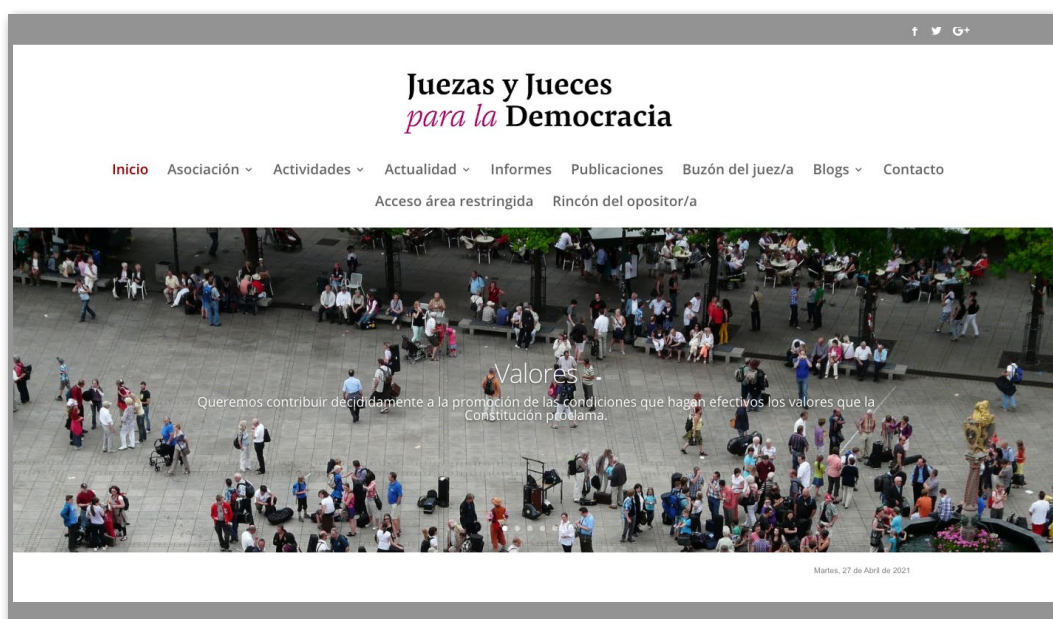 Juezas y Jueces
para la Democracia
Inicio Asociación Actividades Actualidad Informes Publicaciones Buzón del juez/a Blogs Contacto
Acceso área restringida Rincón del opositor/a
Valores
Queremos contribuir decididamente a la promoción de las condiciones que hagan efectivos los valores que la
Constitución proclama.
Martes, 27 de Abril de 2021